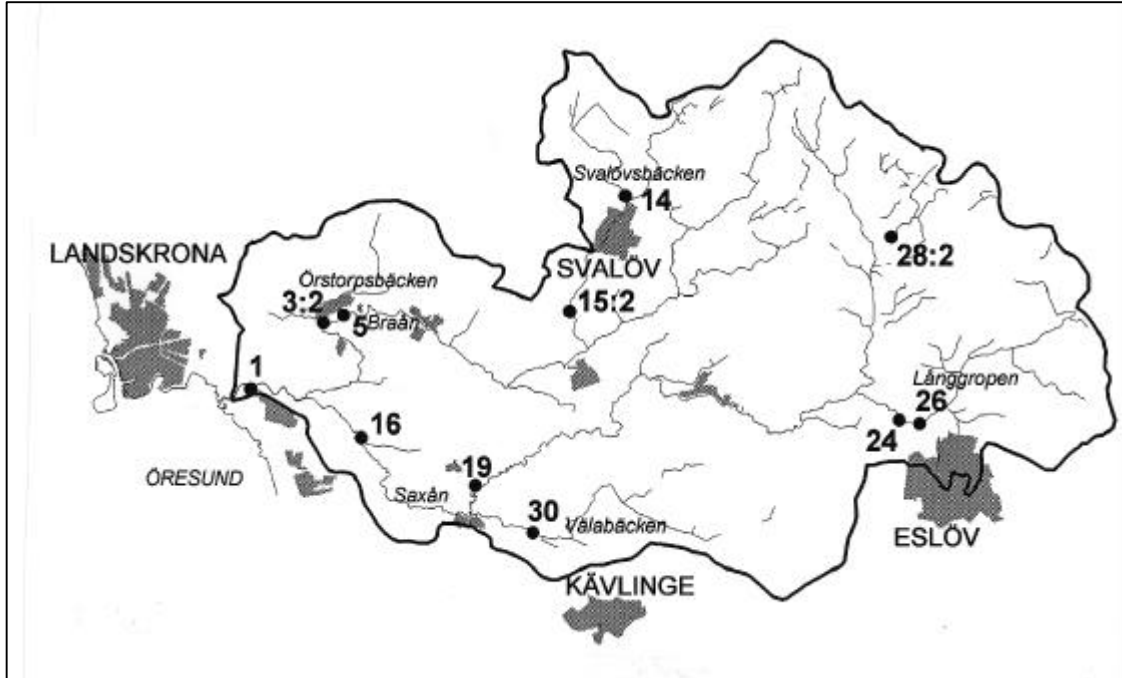 Svalövsbäcken
14
LANDSKRONA
SVALÖV
28:2
Örstorpsbäcken
3:2
15:2
5
Braån
1
Långgropen
26
24
16
19
ÖRESUND
Saxån
30
Välabäcken
ESLÖV
KÄVLINGE